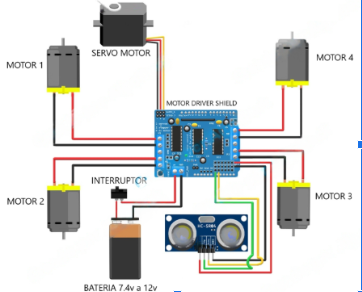 SERVO MOTOR
MOTOR 1
MOTOR 4
MOTOR DRIVER SHIELD
INTERRUPTOR
MOTOR 2
MOTOR 3
HC-SR04
BATERIA 7.4v a 12v